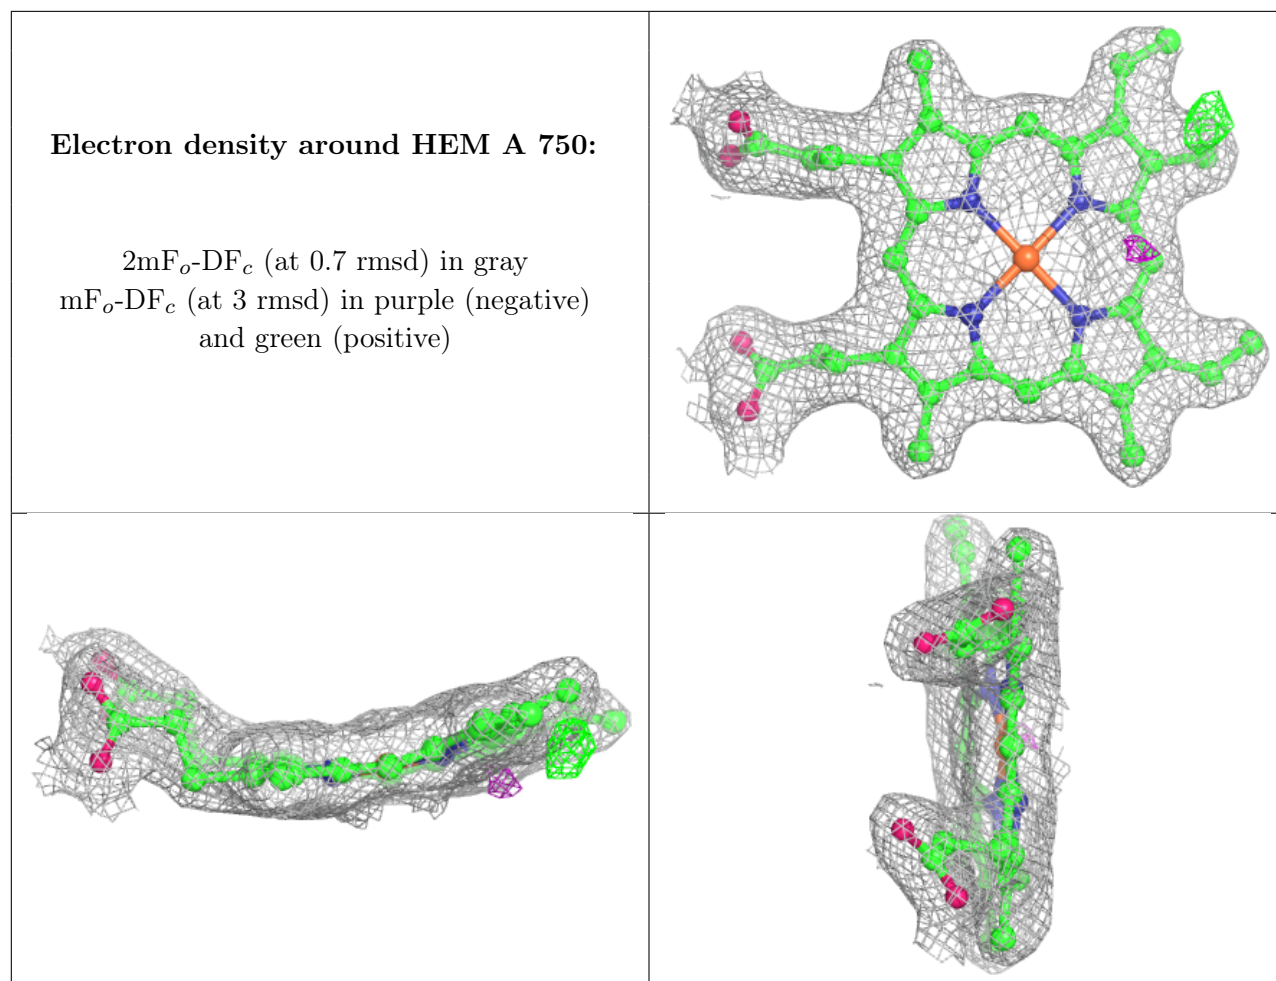 Electron density around HEM A 750:
2mFₒ-DF𝒸 (at 0.7 rmsd) in gray
mFₒ-DF𝒸 (at 3 rmsd) in purple (negative)
and green (positive)